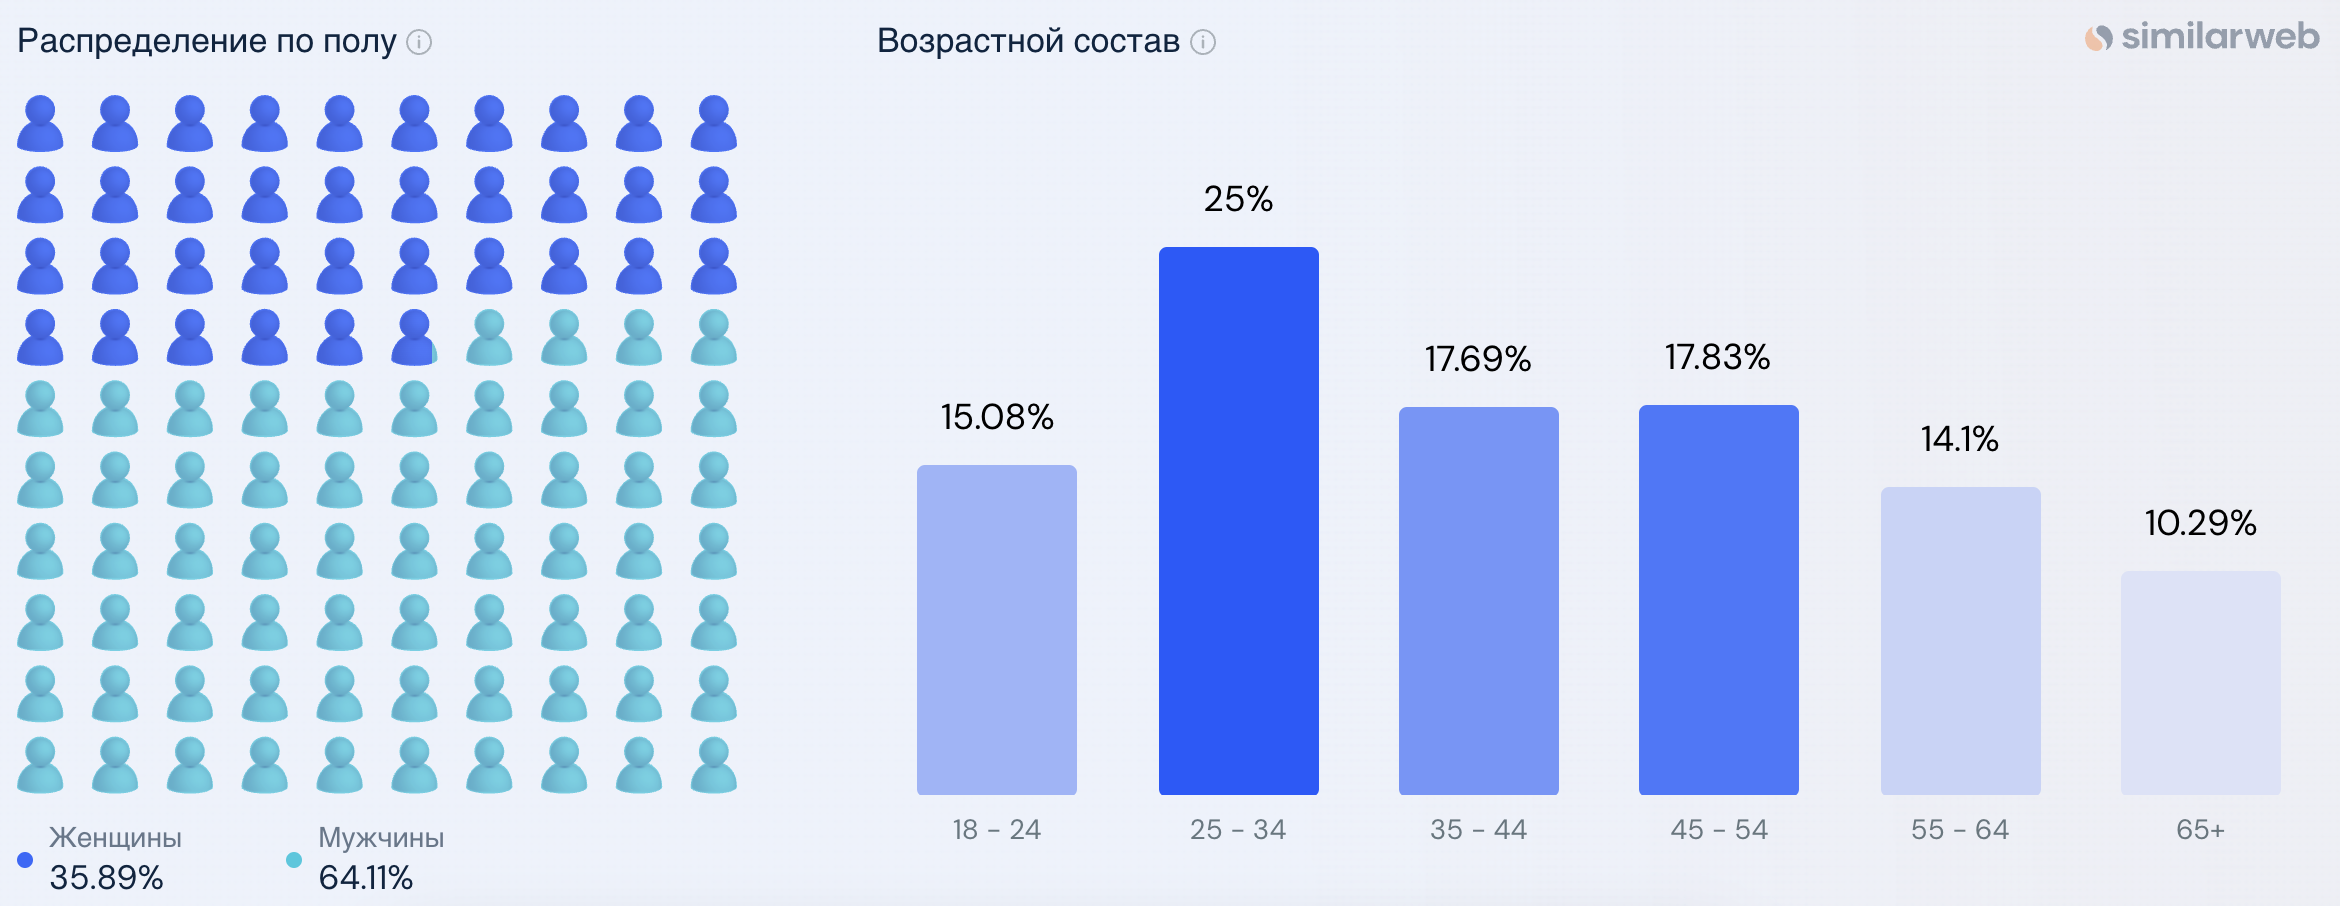 Распределение по полу
Женщины
35.89%
Мужчины
64.11%
Возрастной состав
similarweb
15.08%
25%
17.69%
17.83%
14.1%
10.29%
18 - 24
25 - 34
35 - 44
45 - 54
55 - 64
65+